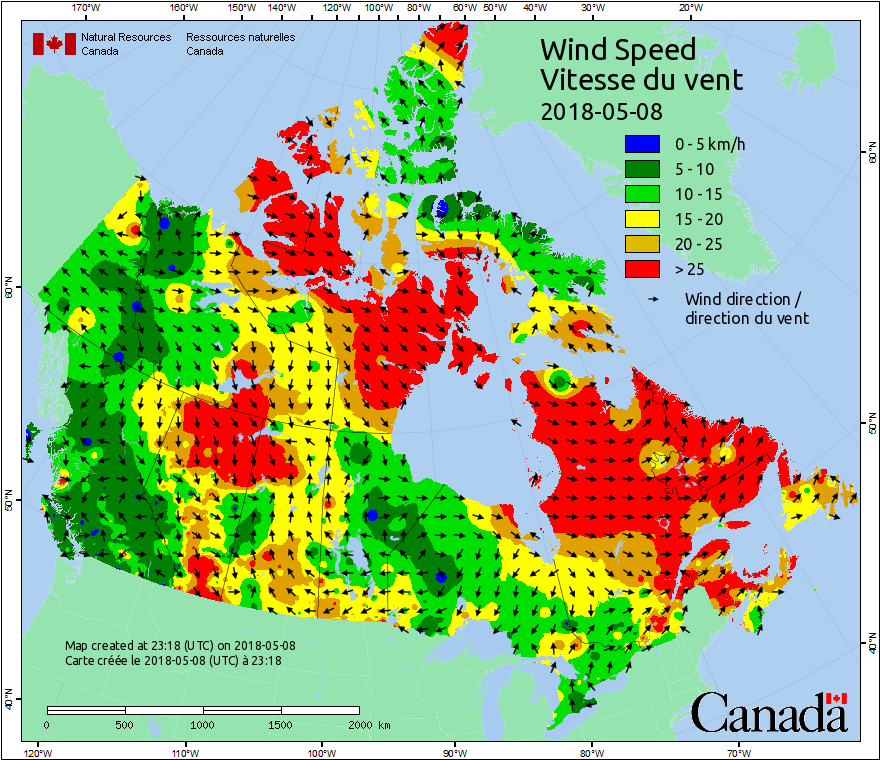 170°W 160°W 150°W 140°W 130°W 120°W 110°W 100°W 90°W 80°W 70°W 60°W 50°W 40°W 30°W 20°W
Natural Resources Canada
Ressources naturelles Canada
Wind Speed
Vitesse du vent
2018-05-08
0 - 5 km/h
5 - 10
10 - 15
15 - 20
20 - 25
> 25
Wind direction /
direction du vent
60°N
60°N
50°N
50°N
40°N
40°N
Map created at 23:18 (UTC) on 2018-05-08
Carte créée le 2018-05-08 (UTC) à 23:18
0 500 1000 1500 2000 km
Canada
120°W 110°W 100°W 90°W 80°W 70°W